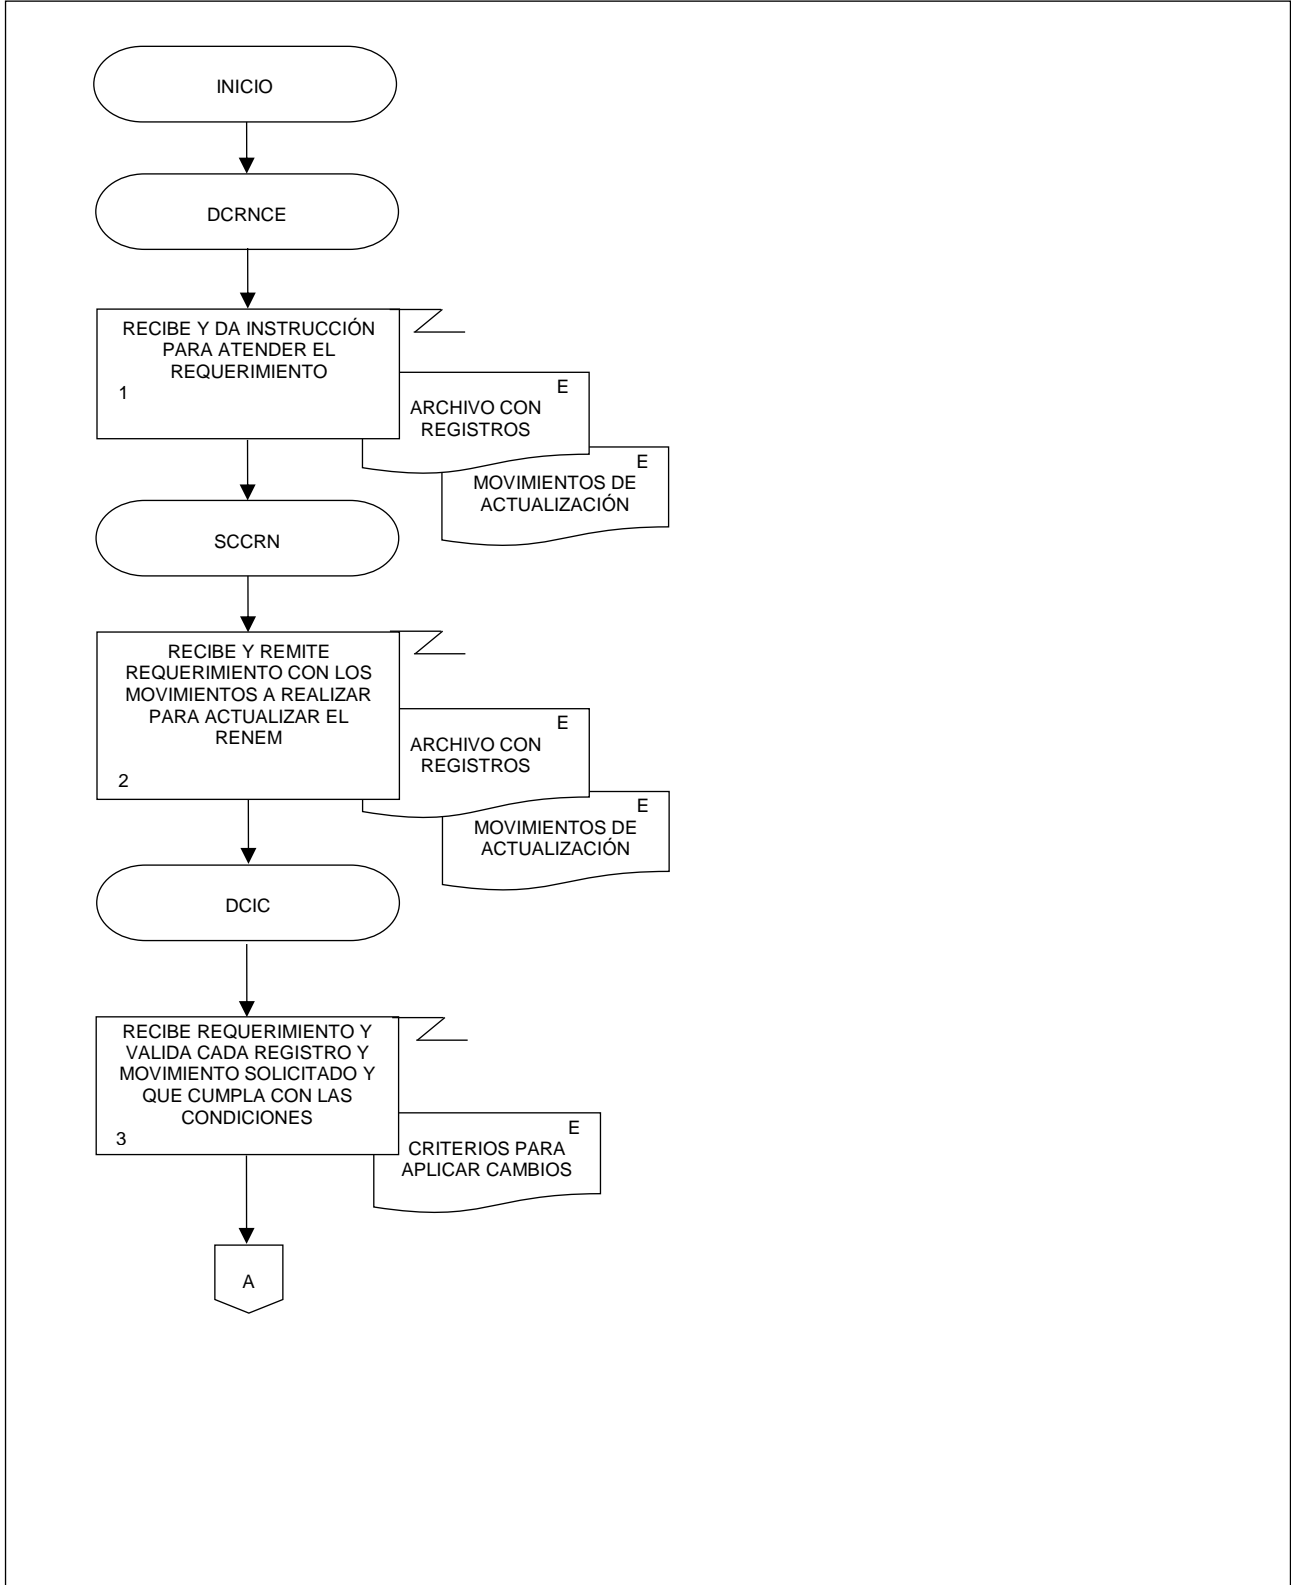 INICIO
DCRNCE
RECIBE Y DA INSTRUCCIÓN
PARA ATENDER EL
REQUERIMIENTO
1
E
ARCHIVO CON
REGISTROS
E
MOVIMIENTOS DE
ACTUALIZACIÓN
SCCRN
RECIBE Y REMITE
REQUERIMIENTO CON LOS
MOVIMIENTOS A REALIZAR
PARA ACTUALIZAR EL
RENEM
2
E
ARCHIVO CON
REGISTROS
E
MOVIMIENTOS DE
ACTUALIZACIÓN
DCIC
RECIBE REQUERIMIENTO Y
VALIDA CADA REGISTRO Y
MOVIMIENTO SOLICITADO Y
QUE CUMPLA CON LAS
CONDICIONES
3
E
CRITERIOS PARA
APLICAR CAMBIOS
A